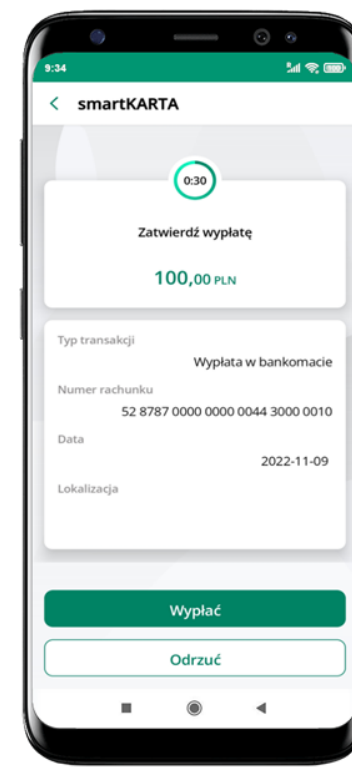 9:34
smartKARTA
0:30
Zatwierdź wypłatę
100,00 PLN
Typ transakcji
Wypłata w bankomacie
Numer rachunku
52 8787 0000 0000 0044 3000 0010
Data
2022-11-09
Lokalizacja
Wypłać
Odrzuć